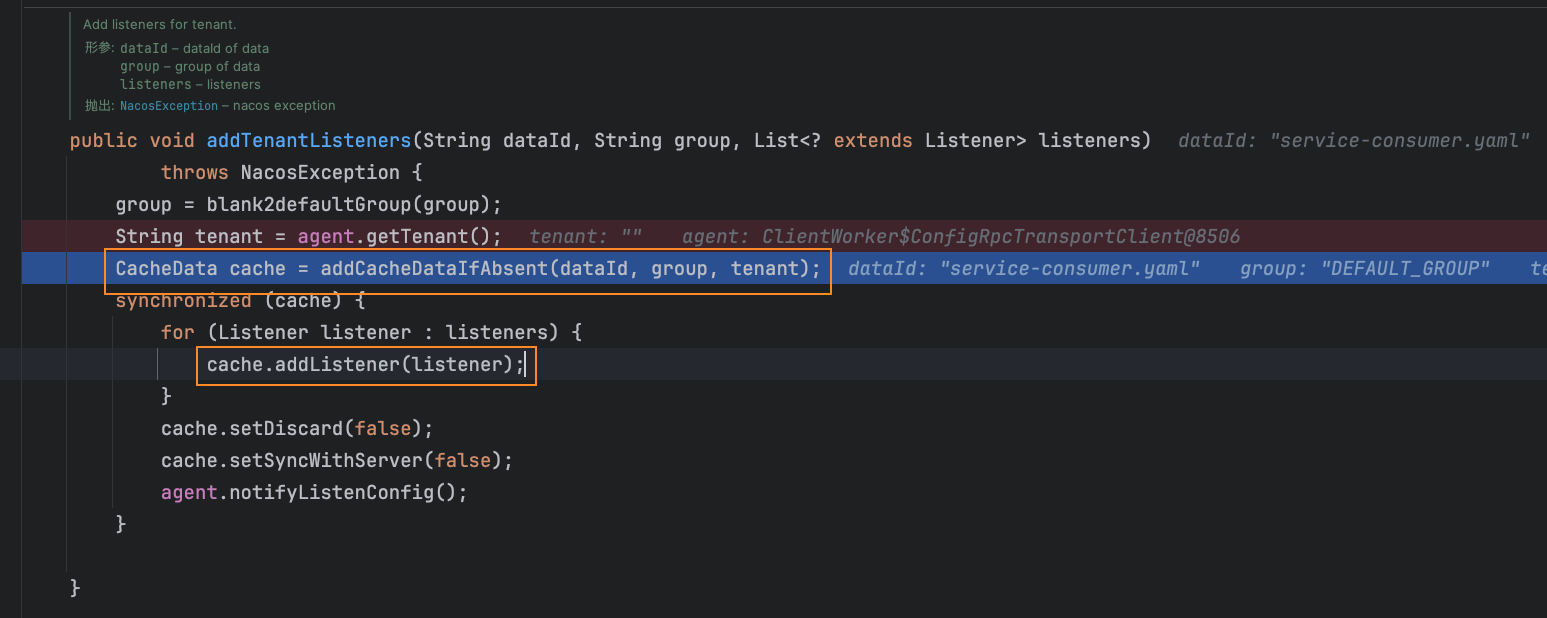 Add listeners for tenant.
形参: dataId – dataId of data
group – group of data
listeners – listeners
抛出: NacosException – nacos exception
public void addTenantListeners(String dataId, String group, List<? extends Listener> listeners)  dataId: "service-consumer.yaml"
throws NacosException {
group = blank2defaultGroup(group);
String tenant = agent.getTenant();  tenant: ""  agent: ClientWorker$ConfigRpcTransportClient@8506
CacheData cache = addCacheDataIfAbsent(dataId, group, tenant);  dataId: "service-consumer.yaml"  group: "DEFAULT_GROUP"  te
synchronized (cache) {
for (Listener listener : listeners) {
cache.addListener(listener);
}
cache.setDiscard(false);
cache.setSyncWithServer(false);
agent.notifyListenConfig();
}
}